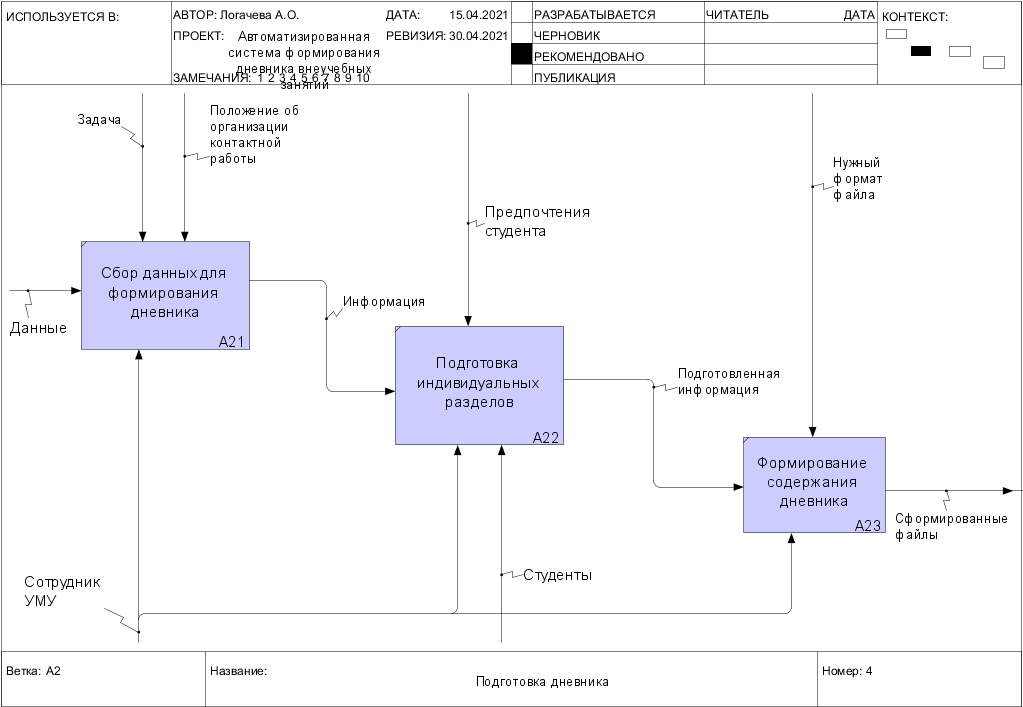 ИСПОЛЬЗУЕТСЯ В:
АВТОР: Логачева А.О.
ДАТА: 15.04.2021
РАЗРАБАТЫВАЕТСЯ
ЧИТАТЕЛЬ
ДАТА
КОНТЕКСТ:
ПРОЕКТ: Автоматизированная
система формирования
дневника внеучебных
занятий
РЕВИЗИЯ: 30.04.2021
ЧЕРНОВИК
РЕКОМЕНДОВАНО
ЗАМЕЧАНИЯ: 1 2 3 4 5 6 7 8 9 10
ПУБЛИКАЦИЯ
Задача
Положение об
организации
контактной
работы
Нужный
формат
файла
Предпочтения
студента
Сбор данных для
формирования
дневника
A21
Данные
Информация
Подготовка
индивидуальных
разделов
A22
Подготовленная
информация
Формирование
содержания
дневника
A23
Сформированные
файлы
Студенты
Сотрудник
УМУ
Ветка: A2
Название:
Подготовка дневника
Номер: 4